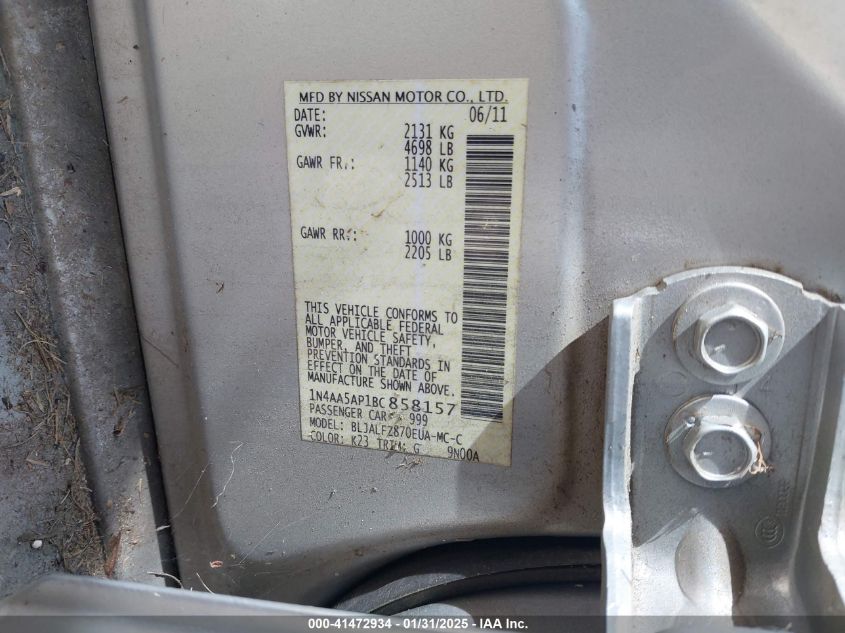 MFD BY NISSAN MOTOR CO., LTD.
DATE: 06/11
GVWR: 2131 KG
4698 LB
GAWR FR.: 1140 KG
2513 LB
GAWR RR.: 1000 KG
2205 LB
THIS VEHICLE CONFORMS TO
ALL APPLICABLE FEDERAL
MOTOR VEHICLE SAFETY,
BUMPER, AND THEFT
PREVENTION STANDARDS IN
EFFECT ON THE DATE OF
MANUFACTURE SHOWN ABOVE.
1N4AA5AP1BC858157
PASSENGER CAR 999
MODEL: BLJALFZ870EUA-MC-C
COLOR: K23 TRIM: G 9N00A
000-41472934 - 01/31/2025 -